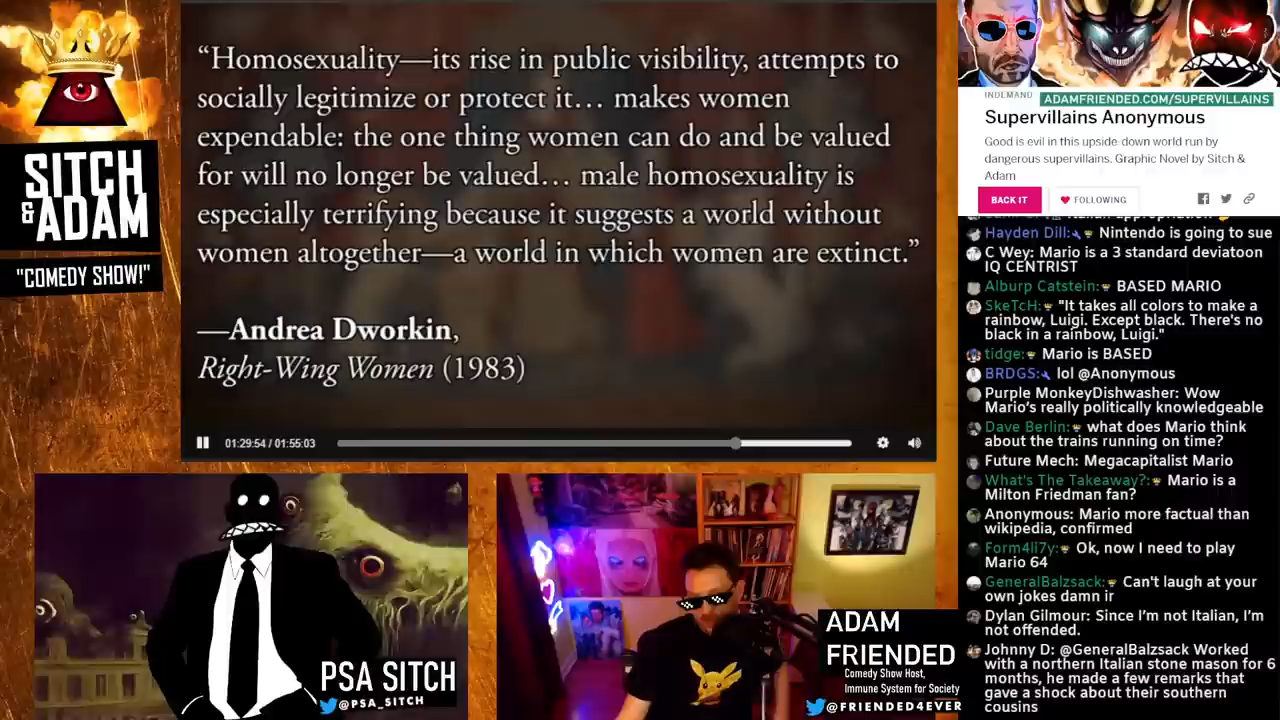 SITCH
& ADAM
"COMEDY SHOW!"
“Homosexuality—its rise in public visibility, attempts to
socially legitimize or protect it… makes women
expendable: the one thing women can do and be valued
for will no longer be valued… male homosexuality is
especially terrifying because it suggests a world without
women altogether—a world in which women are extinct.”
—Andrea Dworkin,
Right-Wing Women (1983)
01:29:54 / 01:55:03
PSA SITCH
@PSA_SITCH
ADAM
FRIENDED
Comedy Show Host,
Immune System for Society
@FRIENDED4EVER
INDEMAND
ADAMFRIENDED.COM/SUPERVILLAINS
Supervillains Anonymous
Good is evil in this upside-down world run by
dangerous supervillains. Graphic Novel by Sitch &
Adam
BACK IT
FOLLOWING
Hayden Dill: Nintendo is going to sue
C Wey: Mario is a 3 standard deviatoon
IQ CENTRIST
Alburp Catstein: BASED MARIO
SkeTcH: "It takes all colors to make a
rainbow, Luigi. Except black. There's no
black in a rainbow, Luigi."
tidge: Mario is BASED
BRDGS: lol @Anonymous
Purple MonkeyDishwasher: Wow
Mario’s really politically knowledgeable
Dave Berlin: what does Mario think
about the trains running on time?
Future Mech: Megacapitalist Mario
What's The Takeaway?: Mario is a
Milton Friedman fan?
Anonymous: Mario more factual than
wikipedia, confirmed
Form4li7y: Ok, now I need to play
Mario 64
GeneralBalzsack: Can't laugh at your
own jokes damn it
Dylan Gilmour: Since I’m not Italian, I’m
not offended.
Johnny D: @GeneralBalzsack Worked
with a northern Italian stone mason for 6
months, he made a few remarks that
gave a shock about their southern
cousins